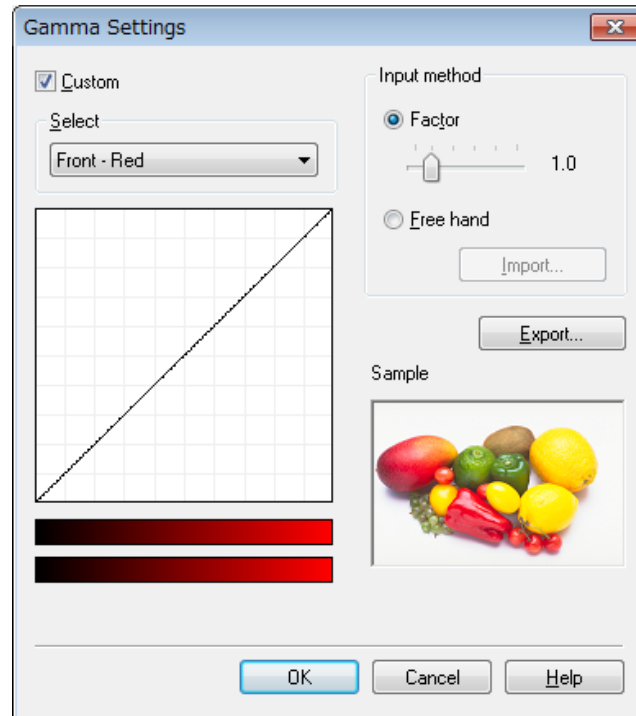 Gamma Settings
Custom
Select
Front - Red
Input method
Factor
1.0
Free hand
Import...
Export...
Sample
OK
Cancel
Help